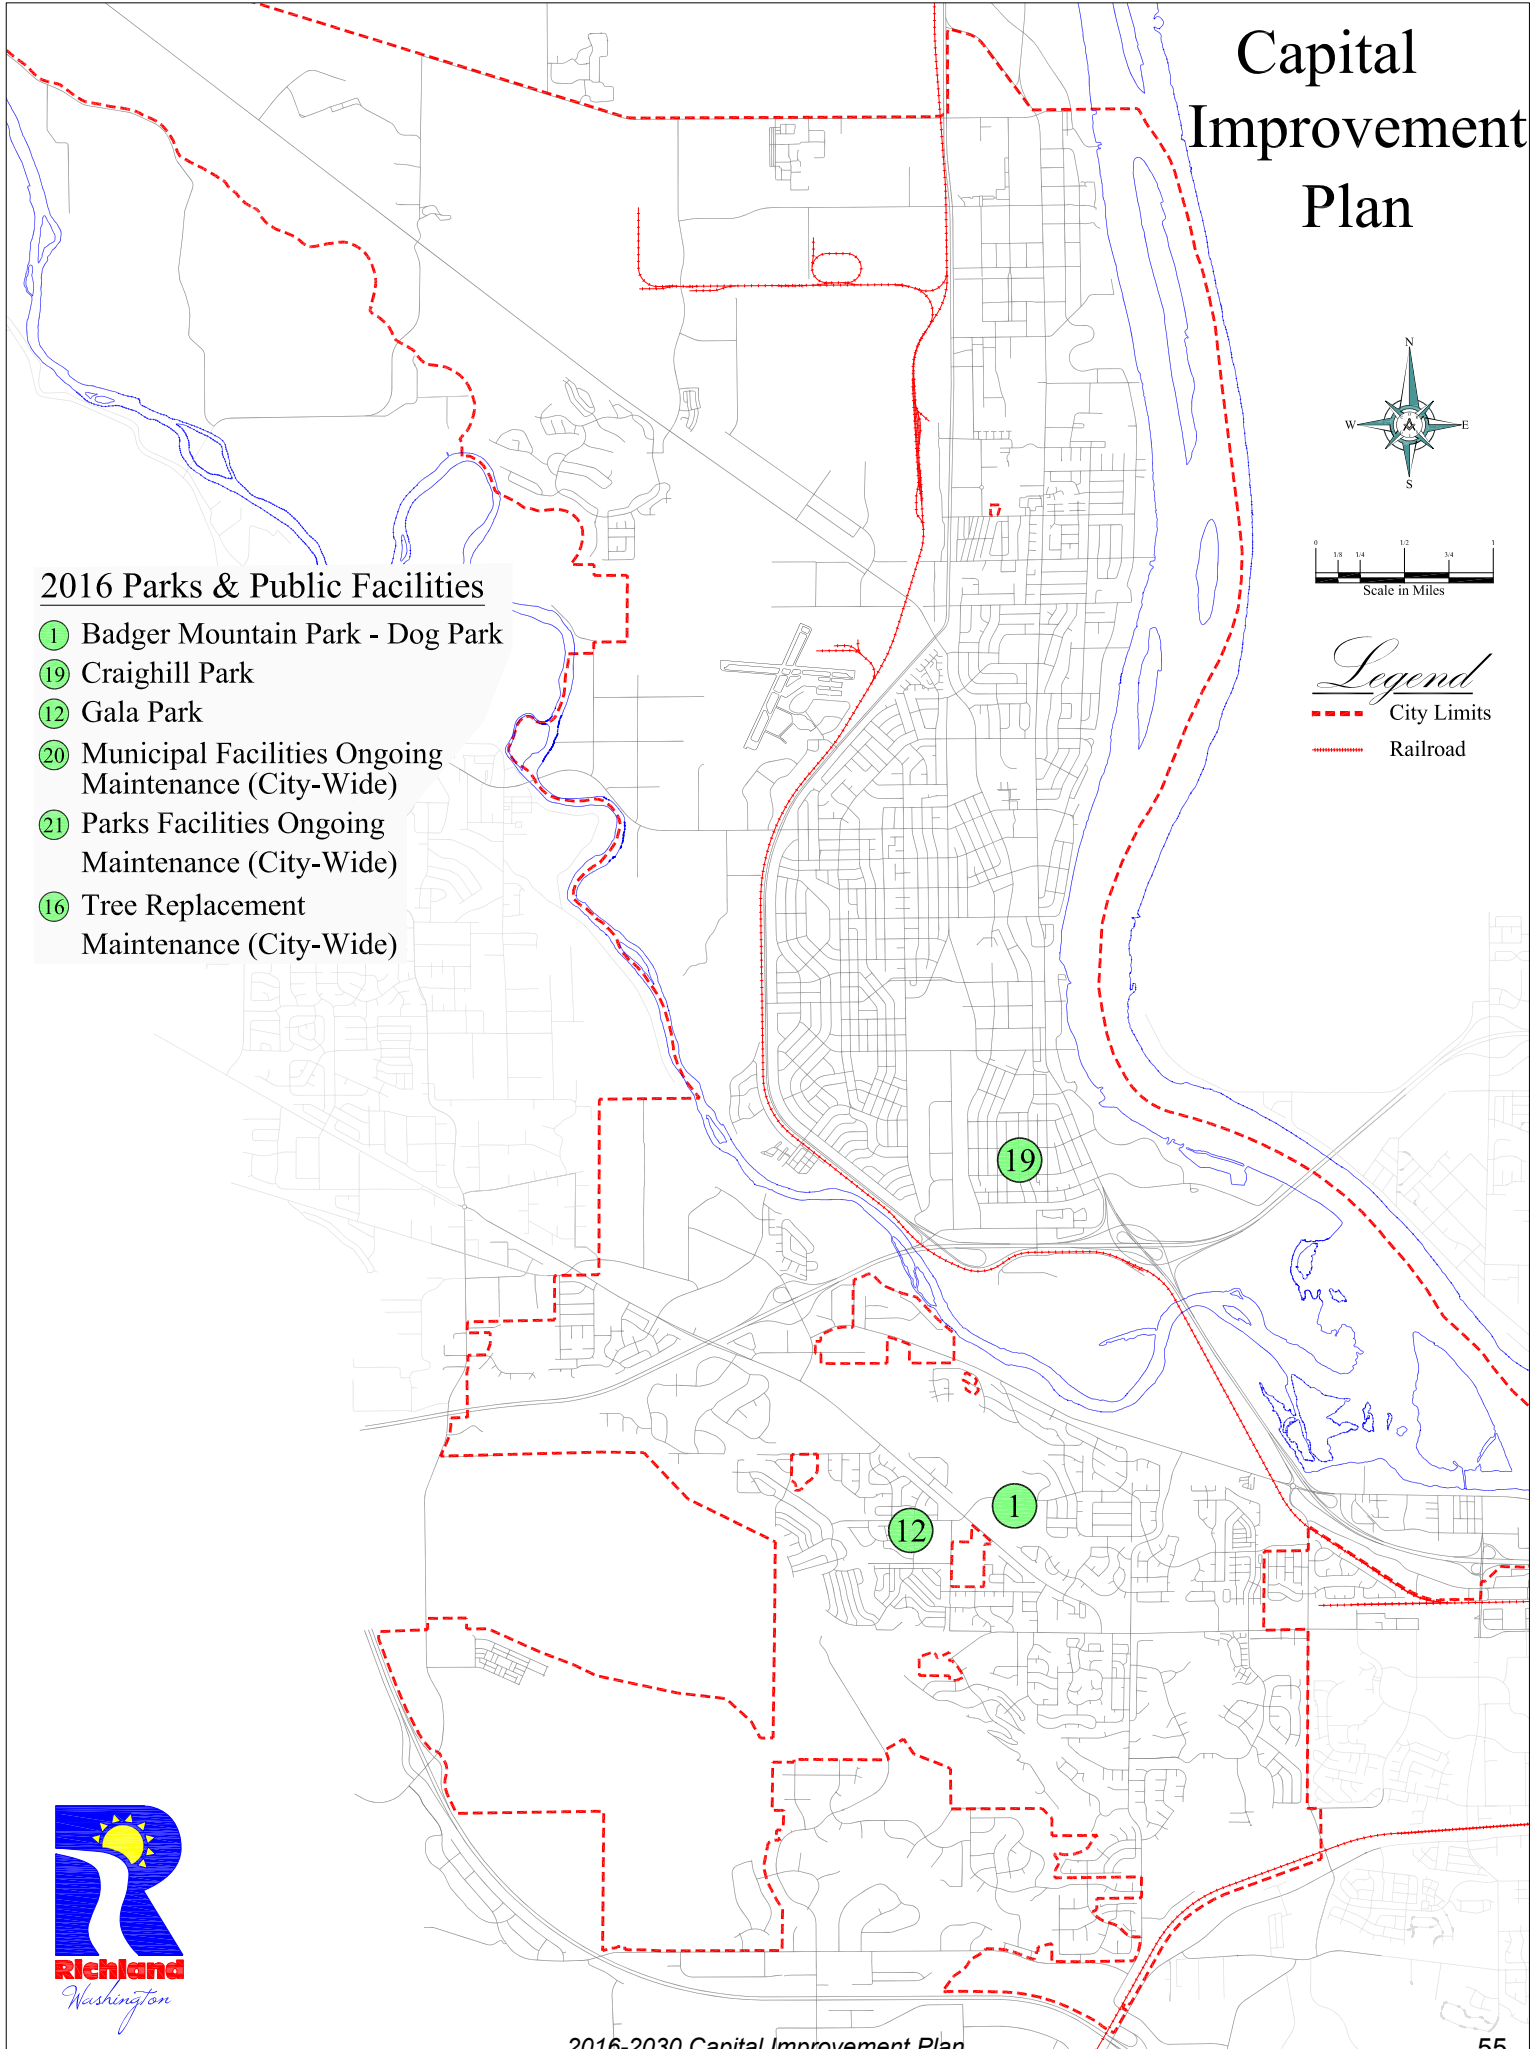 Capital
Improvement
Plan
N
W
E
S
0
1/8
1/4
1/2
3/4
1
Scale in Miles
2016 Parks & Public Facilities
1 Badger Mountain Park - Dog Park
19 Craighill Park
12 Gala Park
20 Municipal Facilities Ongoing
Maintenance (City-Wide)
21 Parks Facilities Ongoing
Maintenance (City-Wide)
16 Tree Replacement
Maintenance (City-Wide)
Legend
City Limits
Railroad
19
1
12
Richland
Washington
2016-2030 Capital Improvement Plan
55